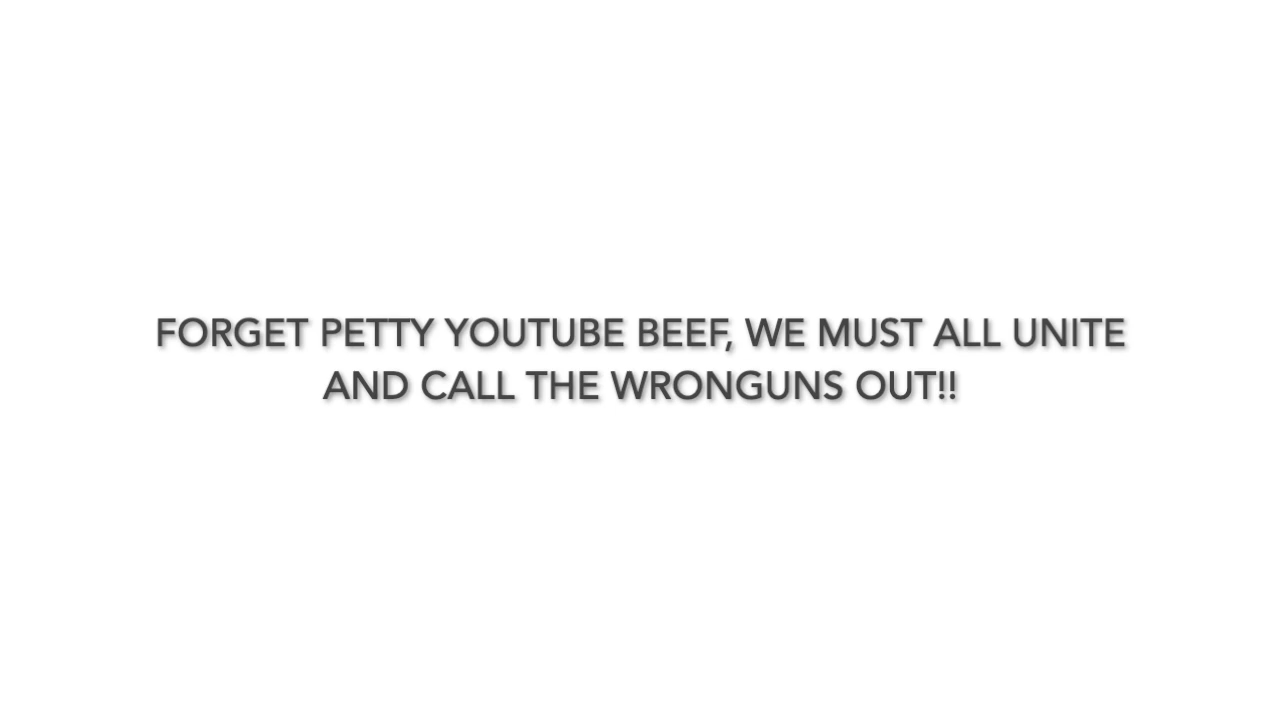 FORGET PETTY YOUTUBE BEEF, WE MUST ALL UNITE
AND CALL THE WRONGUNS OUT!!